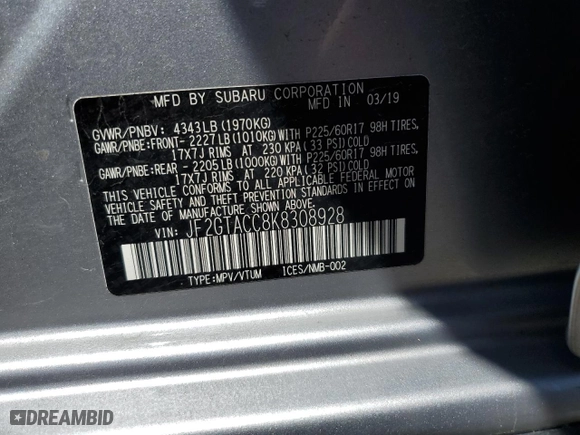 MFD BY SUBARU CORPORATION
MFD IN 03/19
GVWR/PNBV: 4343LB(1970KG)
GAWR/PNBE:FRONT- 2227LB(1010KG)WITH P225/60R17 98H TIRES,
17X7J RIMS AT 230 KPA( 33 PSI)COLD
GAWR/PNBE:REAR - 2205LB(1000KG)WITH P225/60R17 98H TIRES,
17X7J RIMS AT 220 KPA( 32 PSI)COLD
THIS VEHICLE CONFORMS TO ALL APPLICABLE FEDERAL MOTOR
VEHICLE SAFETY AND THEFT PREVENTION STANDARDS IN EFFECT ON
THE DATE OF MANUFACTURE SHOWN ABOVE.
VIN: JF2GTACC8K8308928
TYPE:MPV/VTUM ICES/NMB-002
DREAMBID